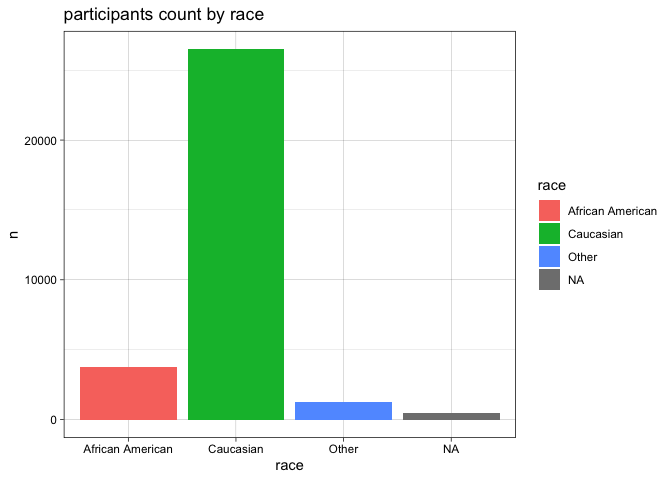 participants count by race
n
20000
10000
0
African American Caucasian Other NA
race
race
African American
Caucasian
Other
NA